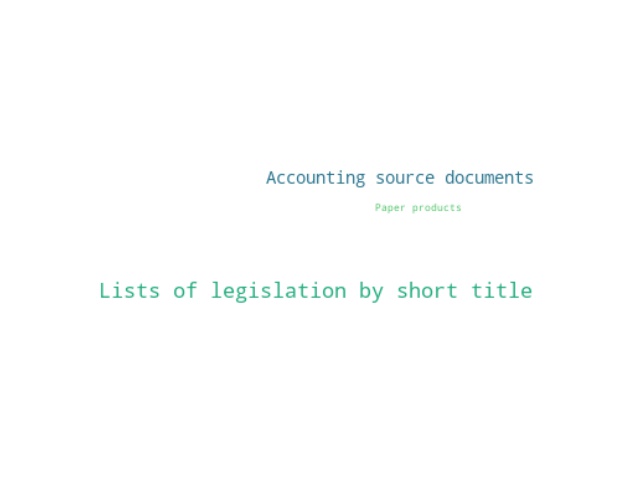 Accounting source documents
Paper products
Lists of legislation by short title